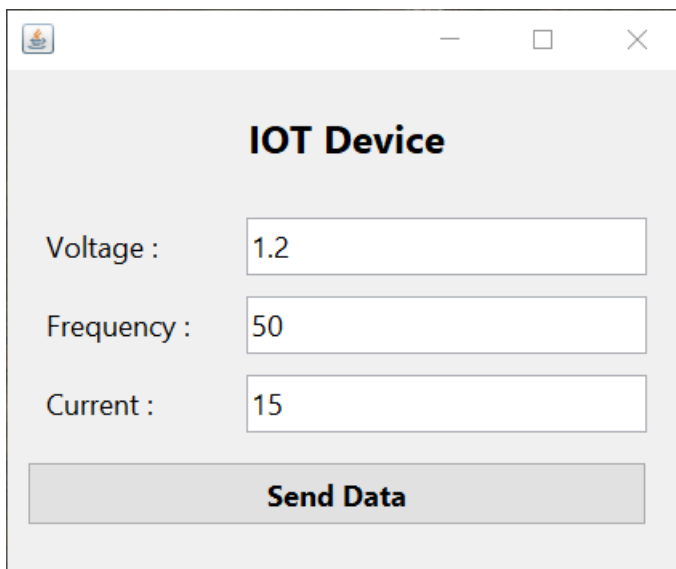 IOT Device
Voltage : 1.2
Frequency : 50
Current : 15
Send Data